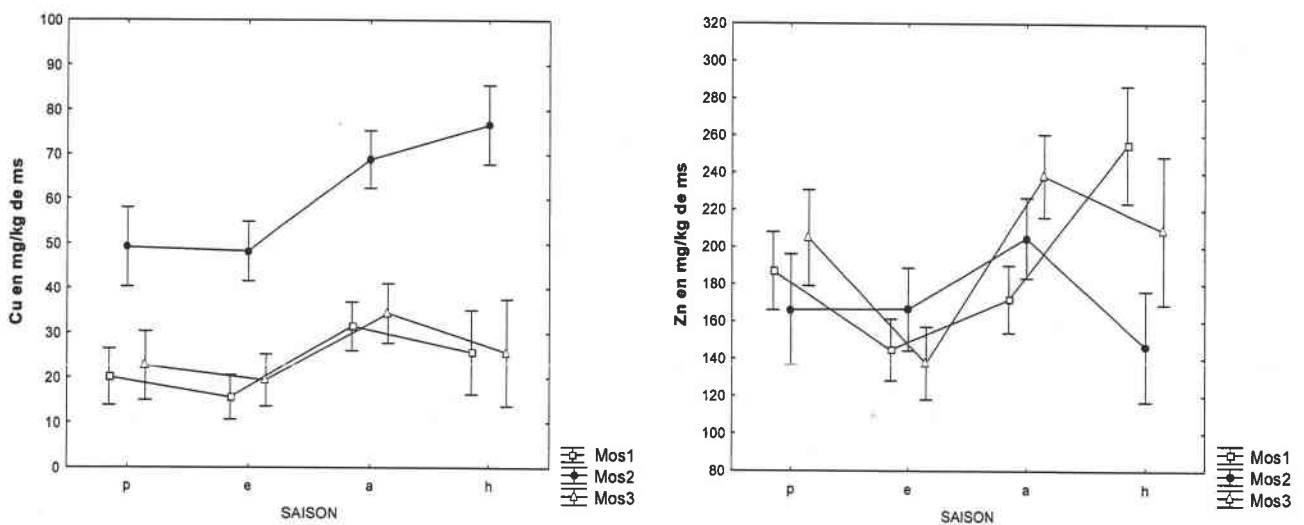 Cu en mg/kg de ms
100
90
80
70
60
50
40
30
20
10
0
p
e
a
h
SAISON
Mos1
Mos2
Mos3
Zn en mg/kg de ms
320
300
280
260
240
220
200
180
160
140
120
100
80
p
e
a
h
SAISON
Mos1
Mos2
Mos3